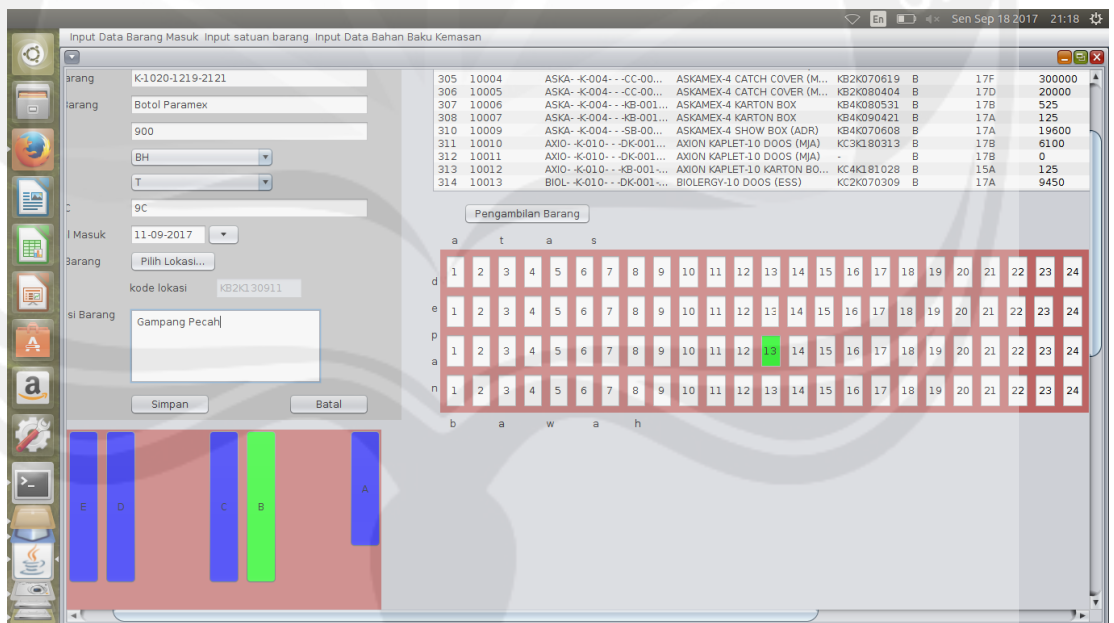 En Sen Sep 18 2017 21:18
Input Data Barang Masuk Input satuan barang Input Data Bahan Baku Kemasan
arang K-1020-1219-2121
arang Botol Paramex
900
BH
T
9C
l Masuk 11-09-2017
Barang Pilih Lokasi...
kode lokasi KB2K130911
si Barang Gampang Pecah
Simpan Batal
E D C B A
305 10004 ASKA- -K-004- - -CC-00... ASKAMEX-4 CATCH COVER (M... KB2K070619 B 17F 300000
306 10005 ASKA- -K-004- - -CC-00... ASKAMEX-4 CATCH COVER (M... KB2K080404 B 17D 20000
307 10006 ASKA- -K-004- - -KB-001... ASKAMEX-4 KARTON BOX KB4K080531 B 17B 525
308 10007 ASKA- -K-004- - -KB-001... ASKAMEX-4 KARTON BOX KB4K090421 B 17A 125
310 10009 ASKA- -K-004- - -SB-00... ASKAMEX-4 SHOW BOX (ADR) KB4K070608 B 17A 19600
311 10010 AXIO- -K-010- - -DK-001... AXION KAPLET-10 DOOS (MJA) KC3K180313 B 17B 6100
312 10011 AXIO- -K-010- - -DK-001... AXION KAPLET-10 DOOS (MJA) - B 17B 0
313 10012 AXIO- -K-010- - -KB-001... AXION KAPLET-10 KARTON BO... KC4K181028 B 15A 125
314 10013 BIOL- -K-010- - -DK-001-... BIOLERGY-10 DOOS (ESS) KC2K070309 B 17A 9450
Pengambilan Barang
a t a s
d e p a n
1 2 3 4 5 6 7 8 9 10 11 12 13 14 15 16 17 18 19 20 21 22 23 24
1 2 3 4 5 6 7 8 9 10 11 12 13 14 15 16 17 18 19 20 21 22 23 24
1 2 3 4 5 6 7 8 9 10 11 12 13 14 15 16 17 18 19 20 21 22 23 24
1 2 3 4 5 6 7 8 9 10 11 12 13 14 15 16 17 18 19 20 21 22 23 24
b a w a h